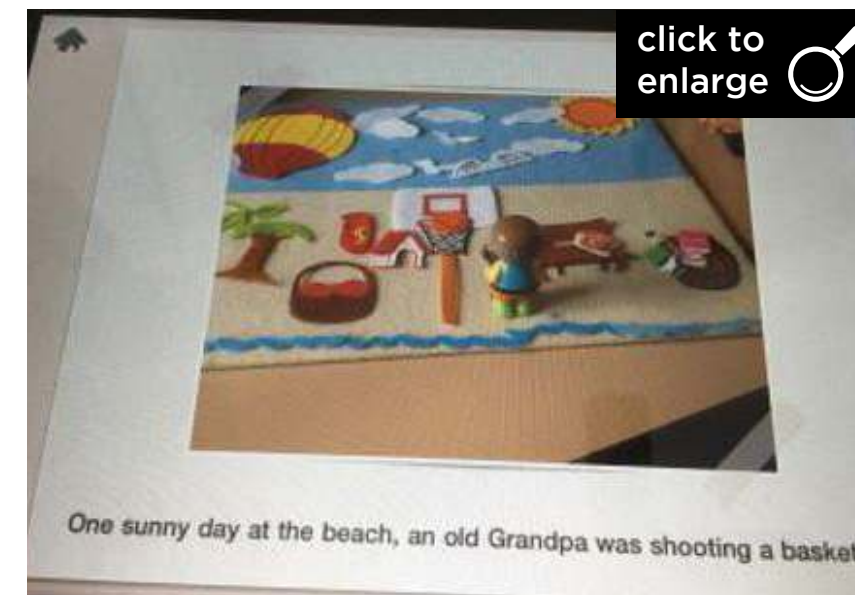 click to
enlarge
One sunny day at the beach, an old Grandpa was shooting a basket